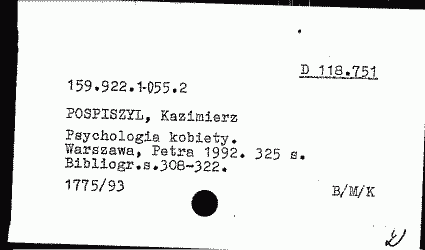 D 118.751
159.922.1-055.2
POSPISZYL, Kazimierz
Psychologia kobiety.
Warszawa, Petra 1992. 325 s.
Bibliogr.s.308-322.
1775/93
B/M/K